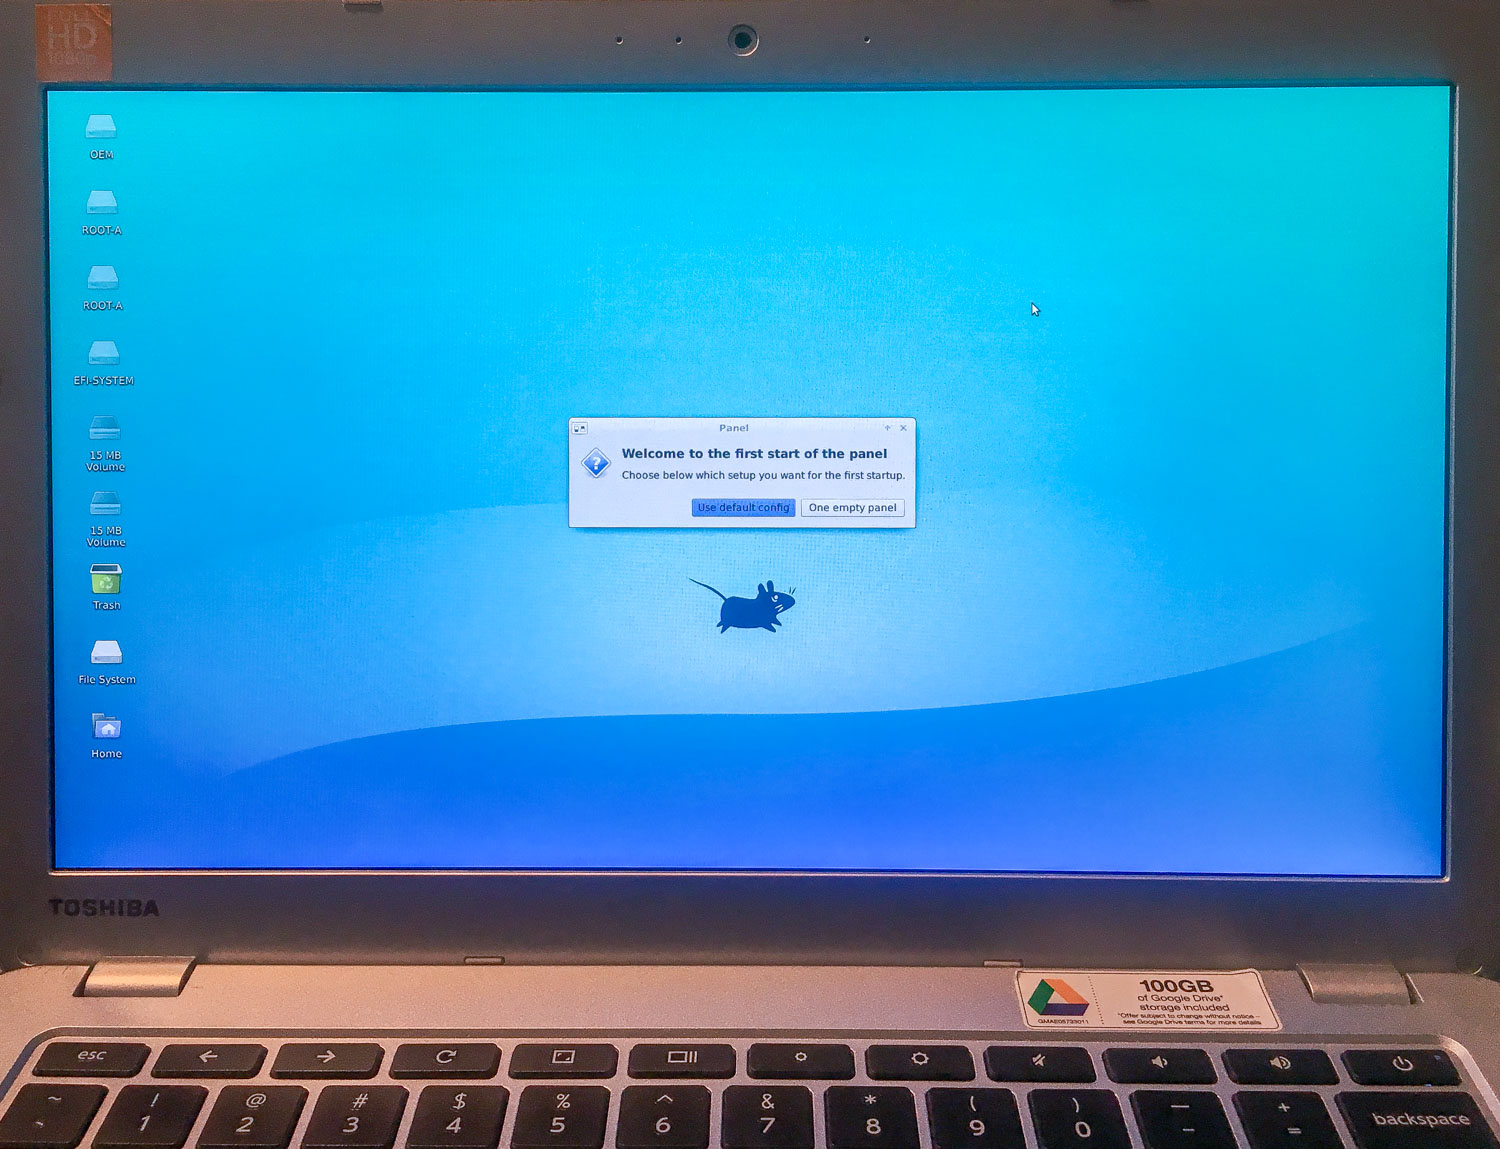 FULL
HD
1080p
OEM
ROOT-A
ROOT-A
EFI-SYSTEM
15 MB
Volume
15 MB
Volume
Trash
File System
Home
Panel
Welcome to the first start of the panel
Choose below which setup you want for the first startup.
Use default config
One empty panel
TOSHIBA
100GB
of Google Drive*
storage included
*Offer subject to change without notice –
see Google Drive terms for more details
esc
~ ! @ # $ % ^ & * ( ) — +
1 2 3 4 5 6 7 8 9 0 - =
backspace